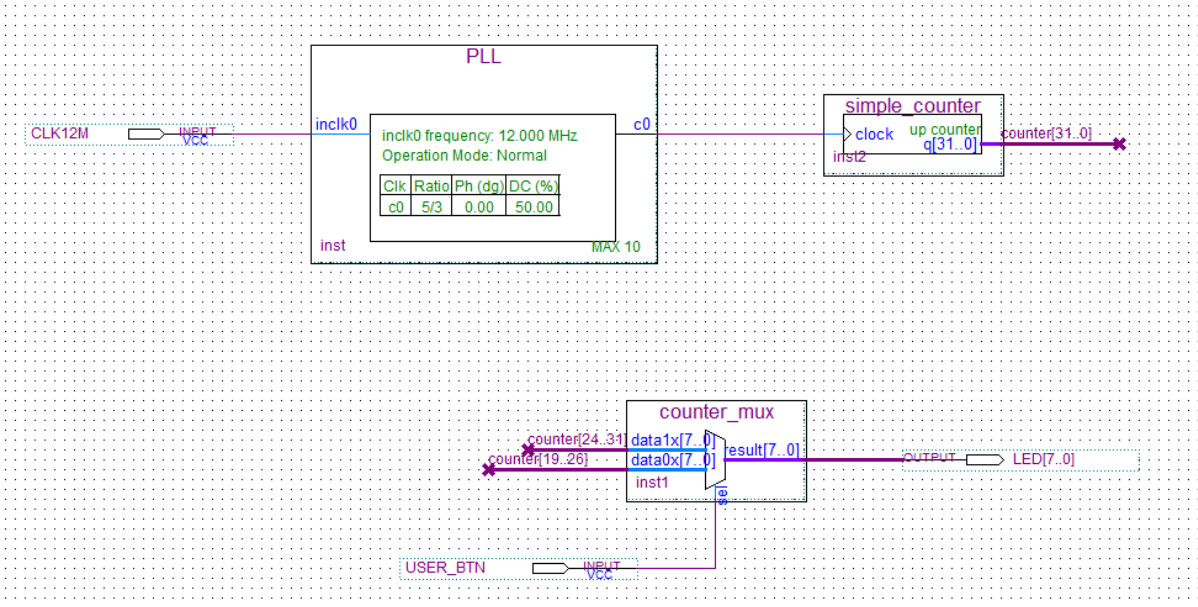 PLL
CLK12M
INPUT
VCC
inclk0
c0
inclk0 frequency: 12.000 MHz
Operation Mode: Normal
Clk Ratio Ph (dg) DC (%)
c0 5/3 0.00 50.00
inst
MAX 10
simple_counter
clock
up counter
q[31..0]
counter[31..0]
inst2
counter_mux
counter[24..31]
data1x[7..0]
result[7..0]
counter[19..26]
data0x[7..0]
inst1
sel
OUTPUT
LED[7..0]
USER_BTN
INPUT
VCC